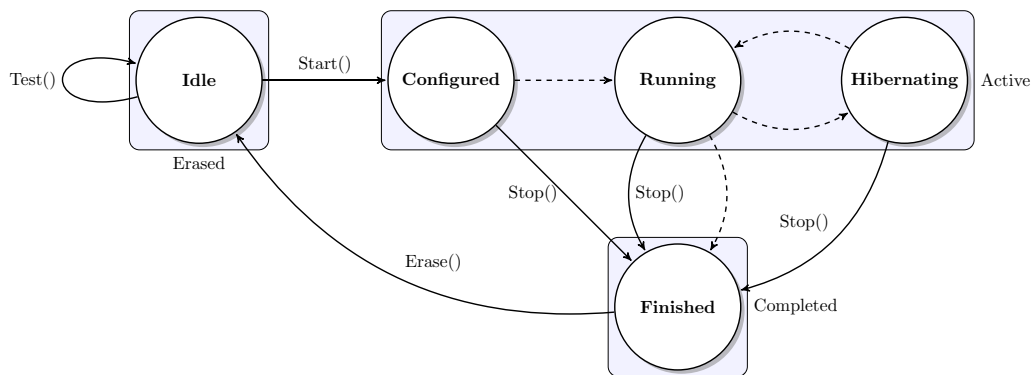 Test()
Idle
Start()
Configured
Running
Hibernating
Active
Erased
Stop()
Stop()
Stop()
Erase()
Finished
Completed